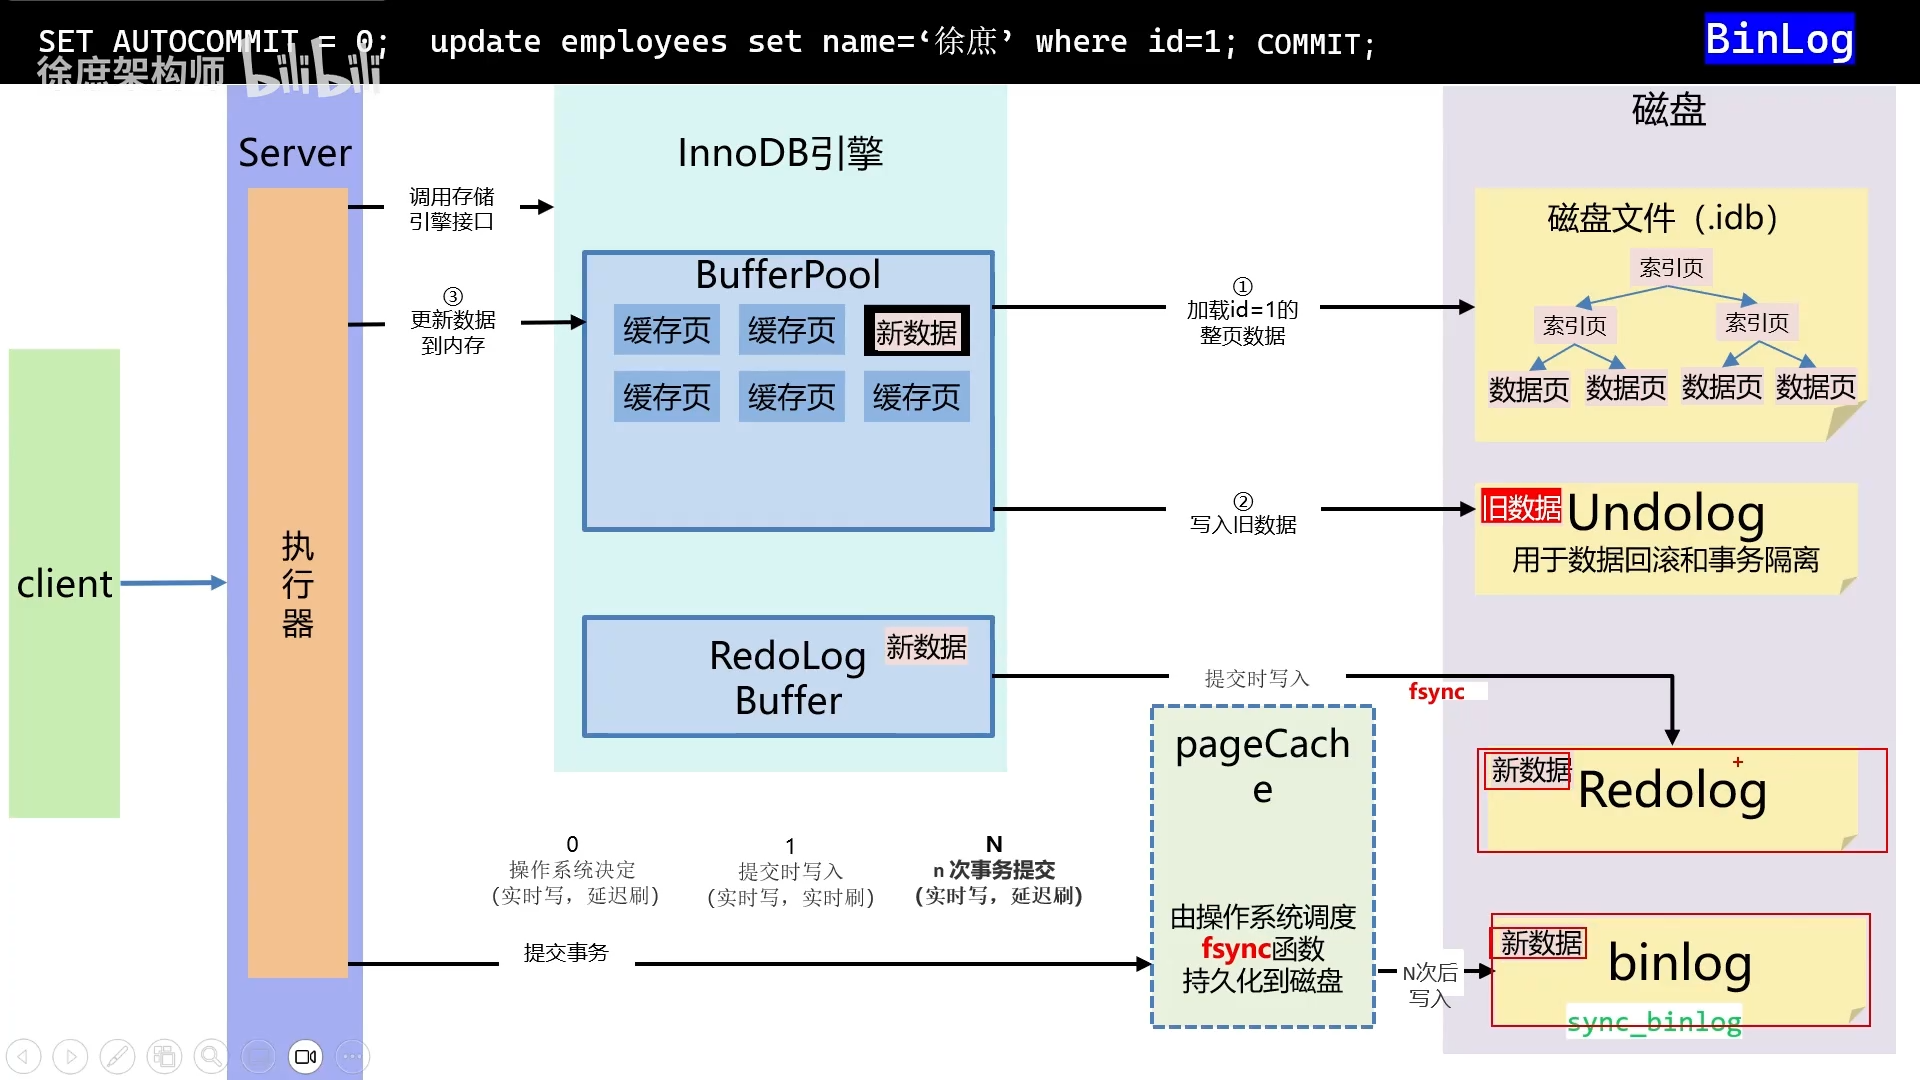 SET AUTOCOMMIT = 0; update employees set name=‘徐庶’ where id=1; COMMIT;
BinLog
徐庶架构师 bilibili
磁盘
Server
InnoDB引擎
调用存储
引擎接口
磁盘文件（.idb）
BufferPool
索引页
③
更新数据
到内存
缓存页
缓存页
新数据
①
加载id=1的
整页数据
索引页
索引页
缓存页
缓存页
缓存页
数据页
数据页
数据页
数据页
②
写入旧数据
旧数据
Undolog
用于数据回滚和事务隔离
client
执
行
器
RedoLog
Buffer
新数据
提交时写入
fsync
pageCach
e
新数据
Redolog
0
操作系统决定
（实时写，延迟刷）
1
提交时写入
（实时写，实时刷）
N
n 次事务提交
（实时写，延迟刷）
由操作系统调度
fsync函数
持久化到磁盘
提交事务
N次后
写入
新数据
binlog
sync_binlog